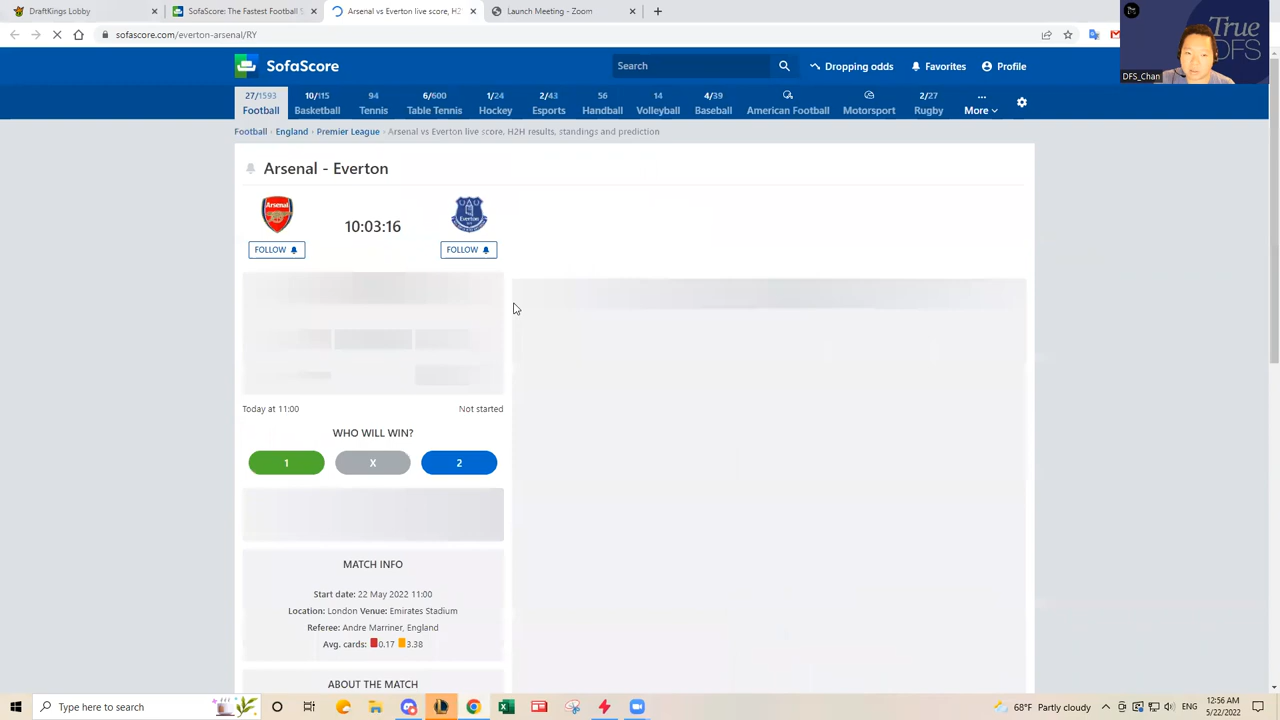 DraftKings Lobby
SofaScore: The Fastest Football S
Arsenal vs Everton live score, H2
Launch Meeting - Zoom
sofascore.com/everton-arsenal/RY
True
DFS
DFS_Chan
SofaScore
Search
Dropping odds
Favorites
Profile
27/1593
Football
10/115
Basketball
94
Tennis
6/600
Table Tennis
1/24
Hockey
2/43
Esports
56
Handball
14
Volleyball
4/39
Baseball
American Football
Motorsport
2/27
Rugby
More
Football
England
Premier League
Arsenal vs Everton live score, H2H results, standings and prediction
Arsenal - Everton
Arsenal
Everton
10:03:16
FOLLOW
FOLLOW
Today at 11:00
Not started
WHO WILL WIN?
1
X
2
MATCH INFO
Start date: 22 May 2022 11:00
Location: London Venue: Emirates Stadium
Referee: Andre Marriner, England
Avg. cards: 0.17 3.38
ABOUT THE MATCH
Type here to search
68°F Partly cloudy
ENG
12:56 AM
5/22/2022